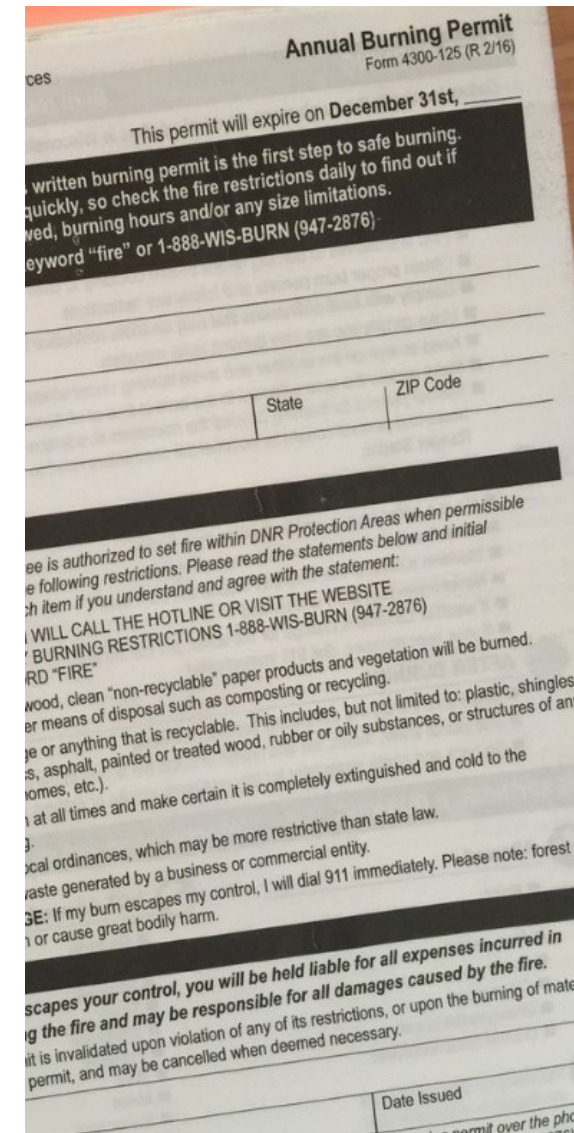 Annual Burning Permit
ces
Form 4300-125 (R 2/16)
This permit will expire on December 31st,
written burning permit is the first step to safe burning.
quickly, so check the fire restrictions daily to find out if
wed, burning hours and/or any size limitations.
eyword “fire” or 1-888-WIS-BURN (947-2876)
State
ZIP Code
ee is authorized to set fire within DNR Protection Areas when permissible
e following restrictions. Please read the statements below and initial
ch item if you understand and agree with the statement:
WILL CALL THE HOTLINE OR VISIT THE WEBSITE
BURNING RESTRICTIONS 1-888-WIS-BURN (947-2876)
RD “FIRE”
wood, clean “non-recyclable” paper products and vegetation will be burned.
er means of disposal such as composting or recycling.
ge or anything that is recyclable. This includes, but not limited to: plastic, shingles
s, asphalt, painted or treated wood, rubber or oily substances, or structures of an
omes, etc.).
at all times and make certain it is completely extinguished and cold to the
g.
ocal ordinances, which may be more restrictive than state law.
waste generated by a business or commercial entity.
GE: If my burn escapes my control, I will dial 911 immediately. Please note: forest
n or cause great bodily harm.
scapes your control, you will be held liable for all expenses incurred in
g the fire and may be responsible for all damages caused by the fire.
it is invalidated upon violation of any of its restrictions, or upon the burning of mate
permit, and may be cancelled when deemed necessary.
Date Issued
permit over the pho